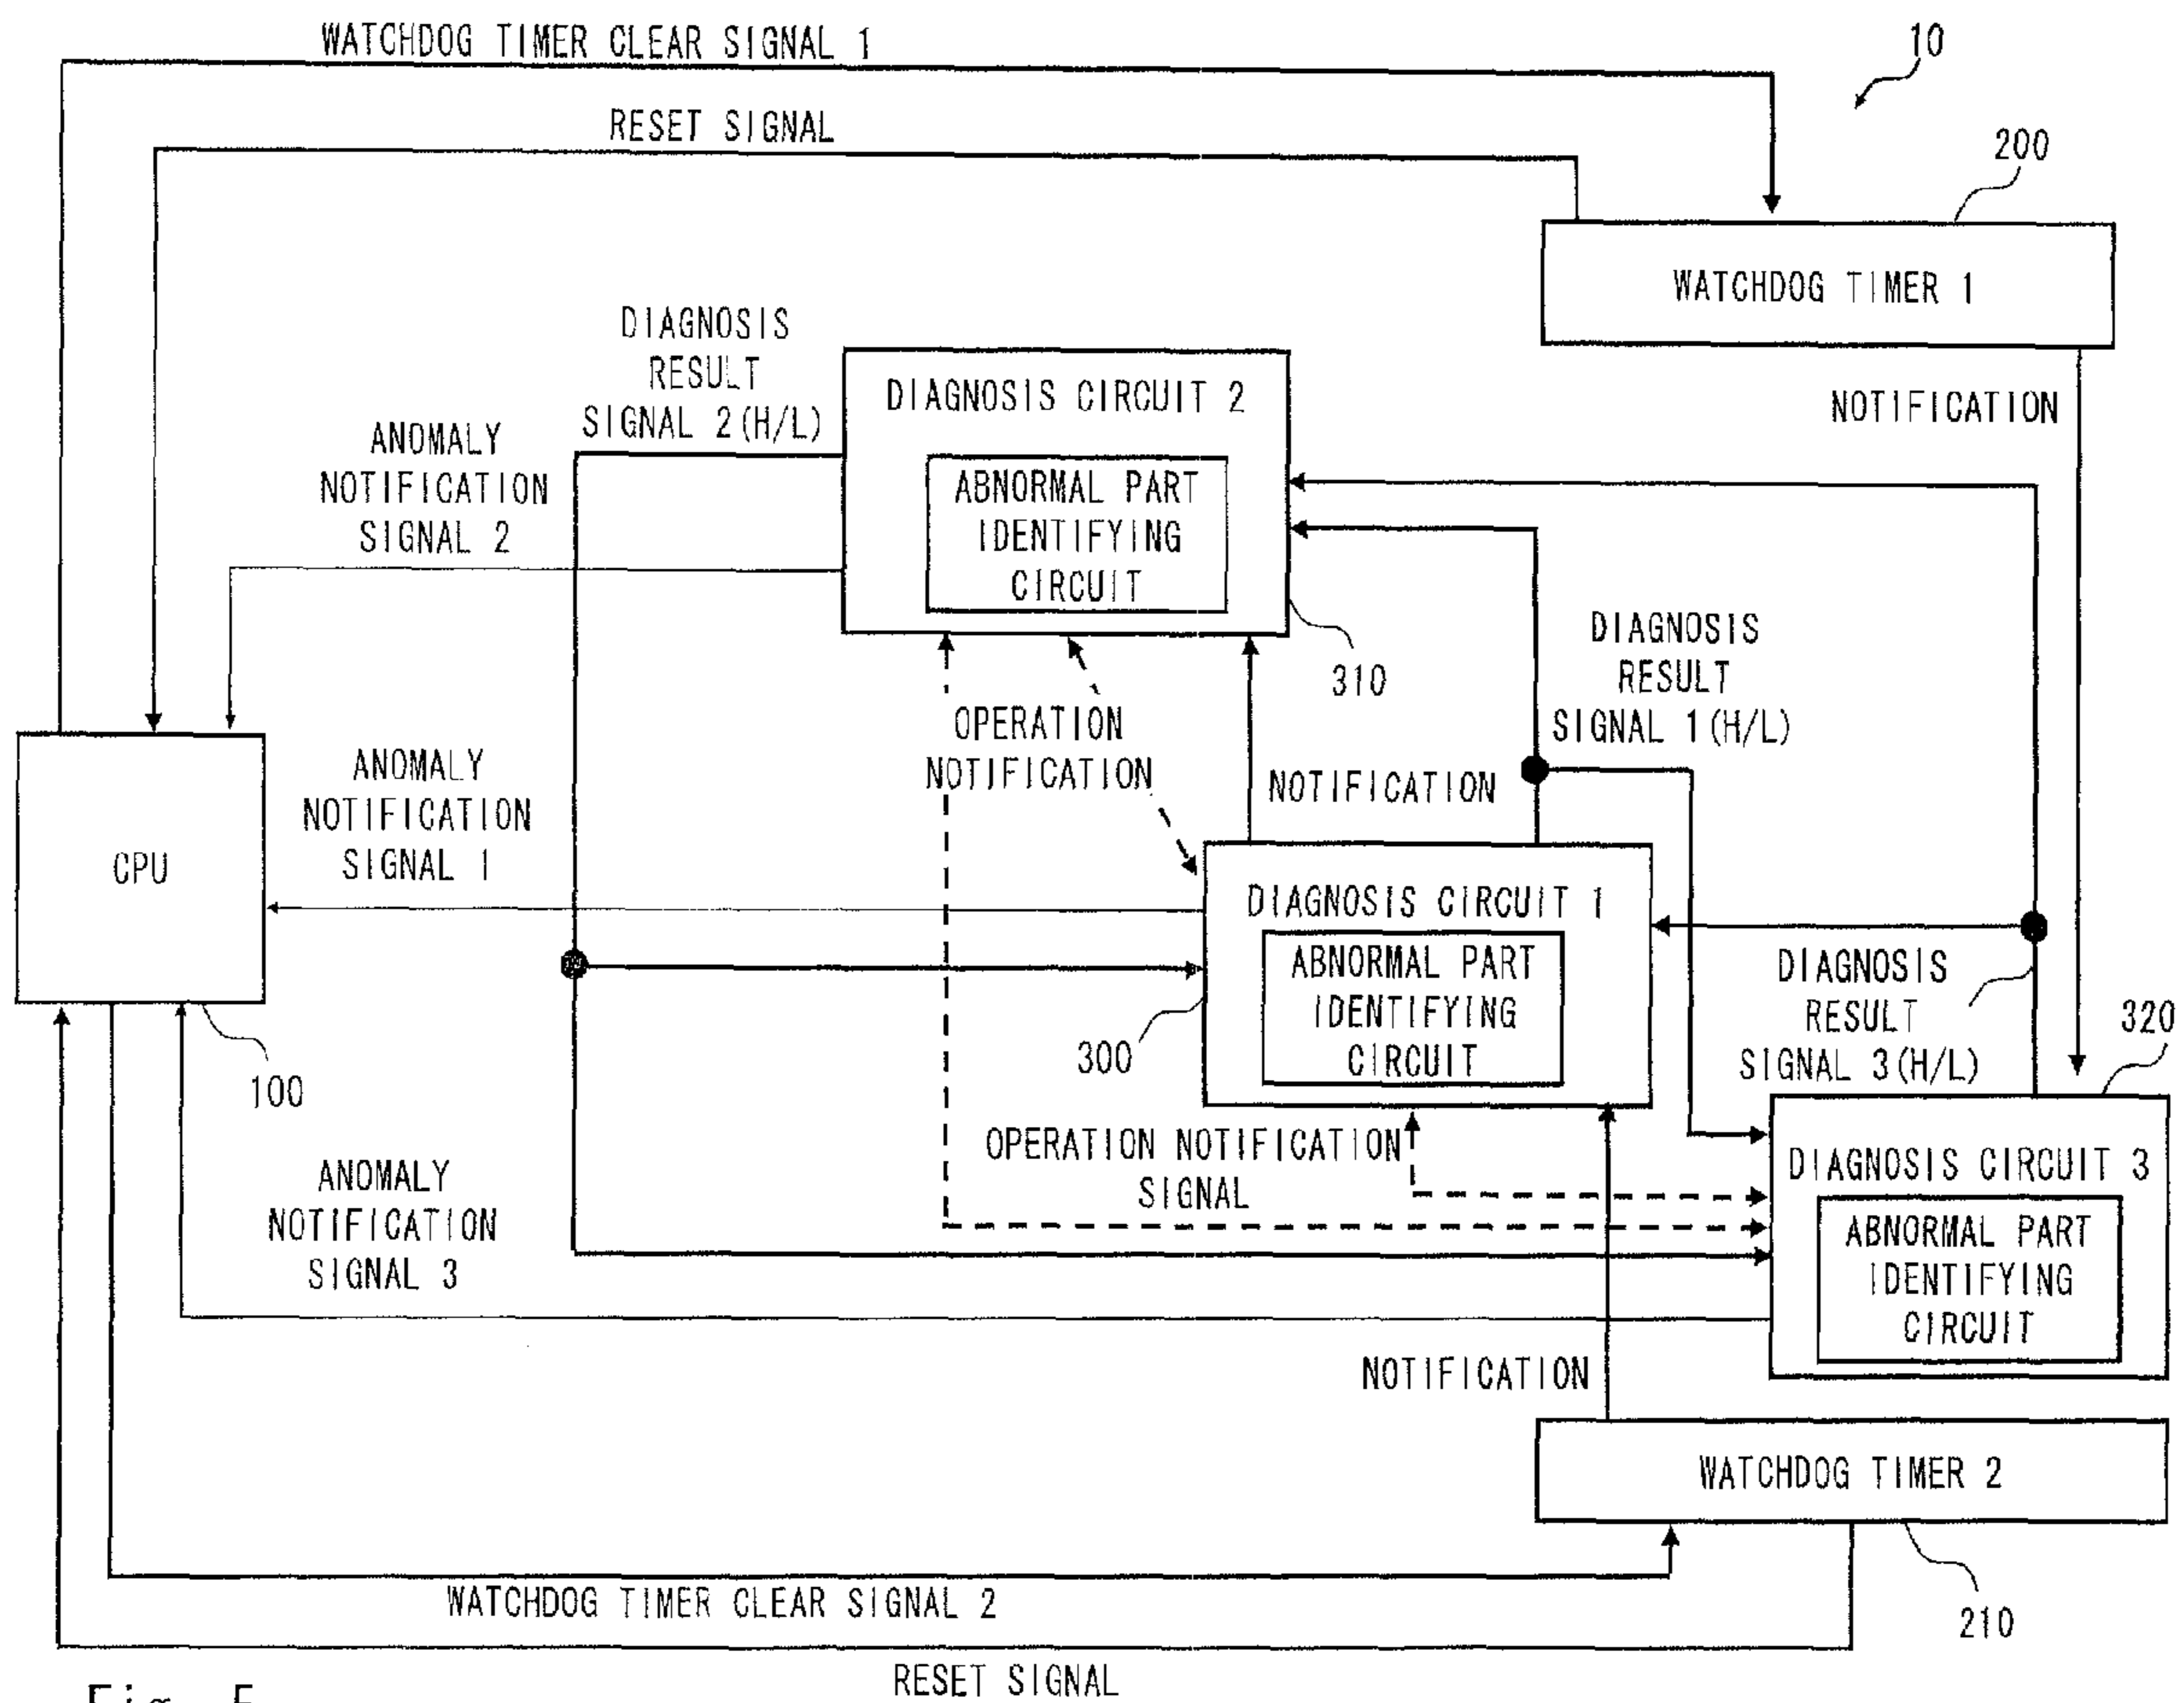 WATCHDOG TIMER CLEAR SIGNAL 1
10
RESET SIGNAL
200
WATCHDOG TIMER 1
DIAGNOSIS
RESULT
SIGNAL 2(H/L)
DIAGNOSIS CIRCUIT 2
NOTIFICATION
ANOMALY
NOTIFICATION
SIGNAL 2
ABNORMAL PART
IDENTIFYING
CIRCUIT
310
DIAGNOSIS
RESULT
SIGNAL 1(H/L)
OPERATION
NOTIFICATION
NOTIFICATION
ANOMALY
NOTIFICATION
SIGNAL 1
CPU
100
DIAGNOSIS CIRCUIT 1
ABNORMAL PART
IDENTIFYING
CIRCUIT
300
DIAGNOSIS
RESULT
SIGNAL 3(H/L)
320
OPERATION NOTIFICATION
SIGNAL
DIAGNOSIS CIRCUIT 3
ABNORMAL PART
IDENTIFYING
CIRCUIT
ANOMALY
NOTIFICATION
SIGNAL 3
NOTIFICATION
WATCHDOG TIMER 2
WATCHDOG TIMER CLEAR SIGNAL 2
210
RESET SIGNAL
Fig. 5